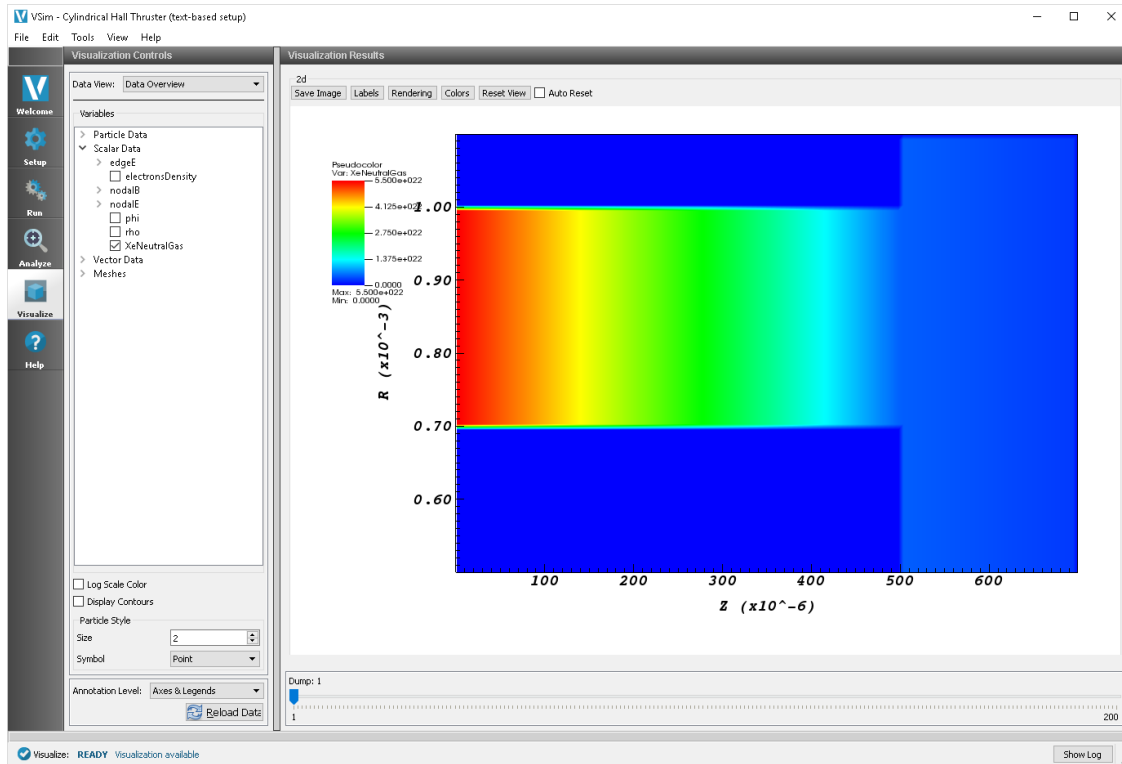 VSim - Cylindrical Hall Thruster (text-based setup)
File Edit Tools View Help
Visualization Controls
Visualization Results
Welcome
Setup
Run
Analyze
Visualize
Help
Data View: Data Overview
Variables
Particle Data
Scalar Data
edgeE
electronsDensity
nodalB
nodalE
phi
rho
XeNeutralGas
Vector Data
Meshes
Log Scale Color
Display Contours
Particle Style
Size 2
Symbol Point
Annotation Level: Axes & Legends
Reload Data
2d
Save Image Labels Rendering Colors Reset View Auto Reset
Pseudocolor
Var: XeNeutralGas
5.500e+022
4.125e+022
2.750e+022
1.375e+022
0.0000
Max: 5.500e+022
Min: 0.0000
R (x10^-3)
1.00
0.90
0.80
0.70
0.60
100 200 300 400 500 600
Z (x10^-6)
Dump: 1
1 200
Visualize: READY Visualization available
Show Log